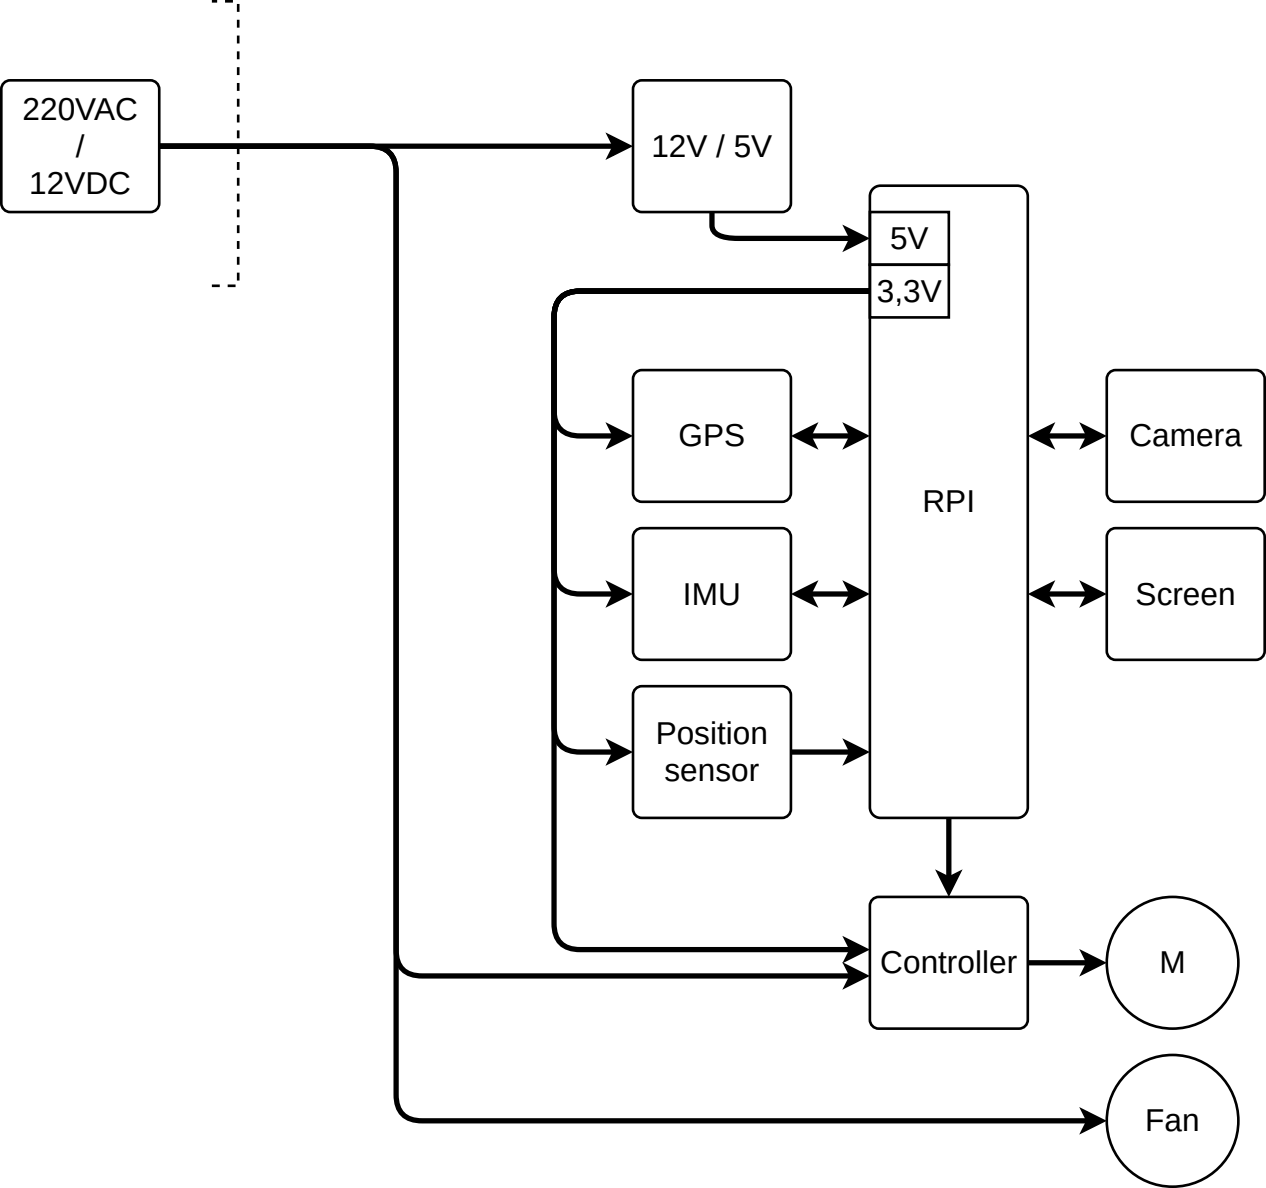 220VAC
/
12VDC
12V / 5V
5V
3,3V
GPS
RPI
Camera
IMU
Screen
Position
sensor
Controller
M
Fan